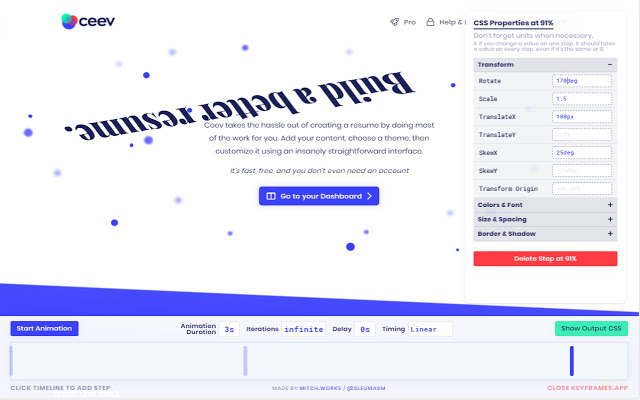 ceev
Pro
Help &
Build a better resume.
Ceev takes the hassle out of creating a resume by doing most
of the work for you. Add your content, choose a theme, then
customize it using an insanely straightforward interface.
It's fast, free, and you don't even need an account
Go to your Dashboard
CSS Properties at 91%
Don't forget units when necessary.
& if you change a value on one step, it should have
a value on every step, even if it's the same or 0.
Transform −
Rotate 170deg
Scale 1.5
TranslateX 100px
TranslateY
SkewX 25deg
SkewY
Transform Origin
Colors & Font +
Size & Spacing +
Border & Shadow +
Delete Step at 91%
Start Animation
Animation Duration 3s
Iterations infinite
Delay 0s
Timing Linear
Show Output CSS
CLICK TIMELINE TO ADD STEP
MADE BY MITCH.WORKS / @SLEUMASM
CLOSE KEYFRAMES.APP